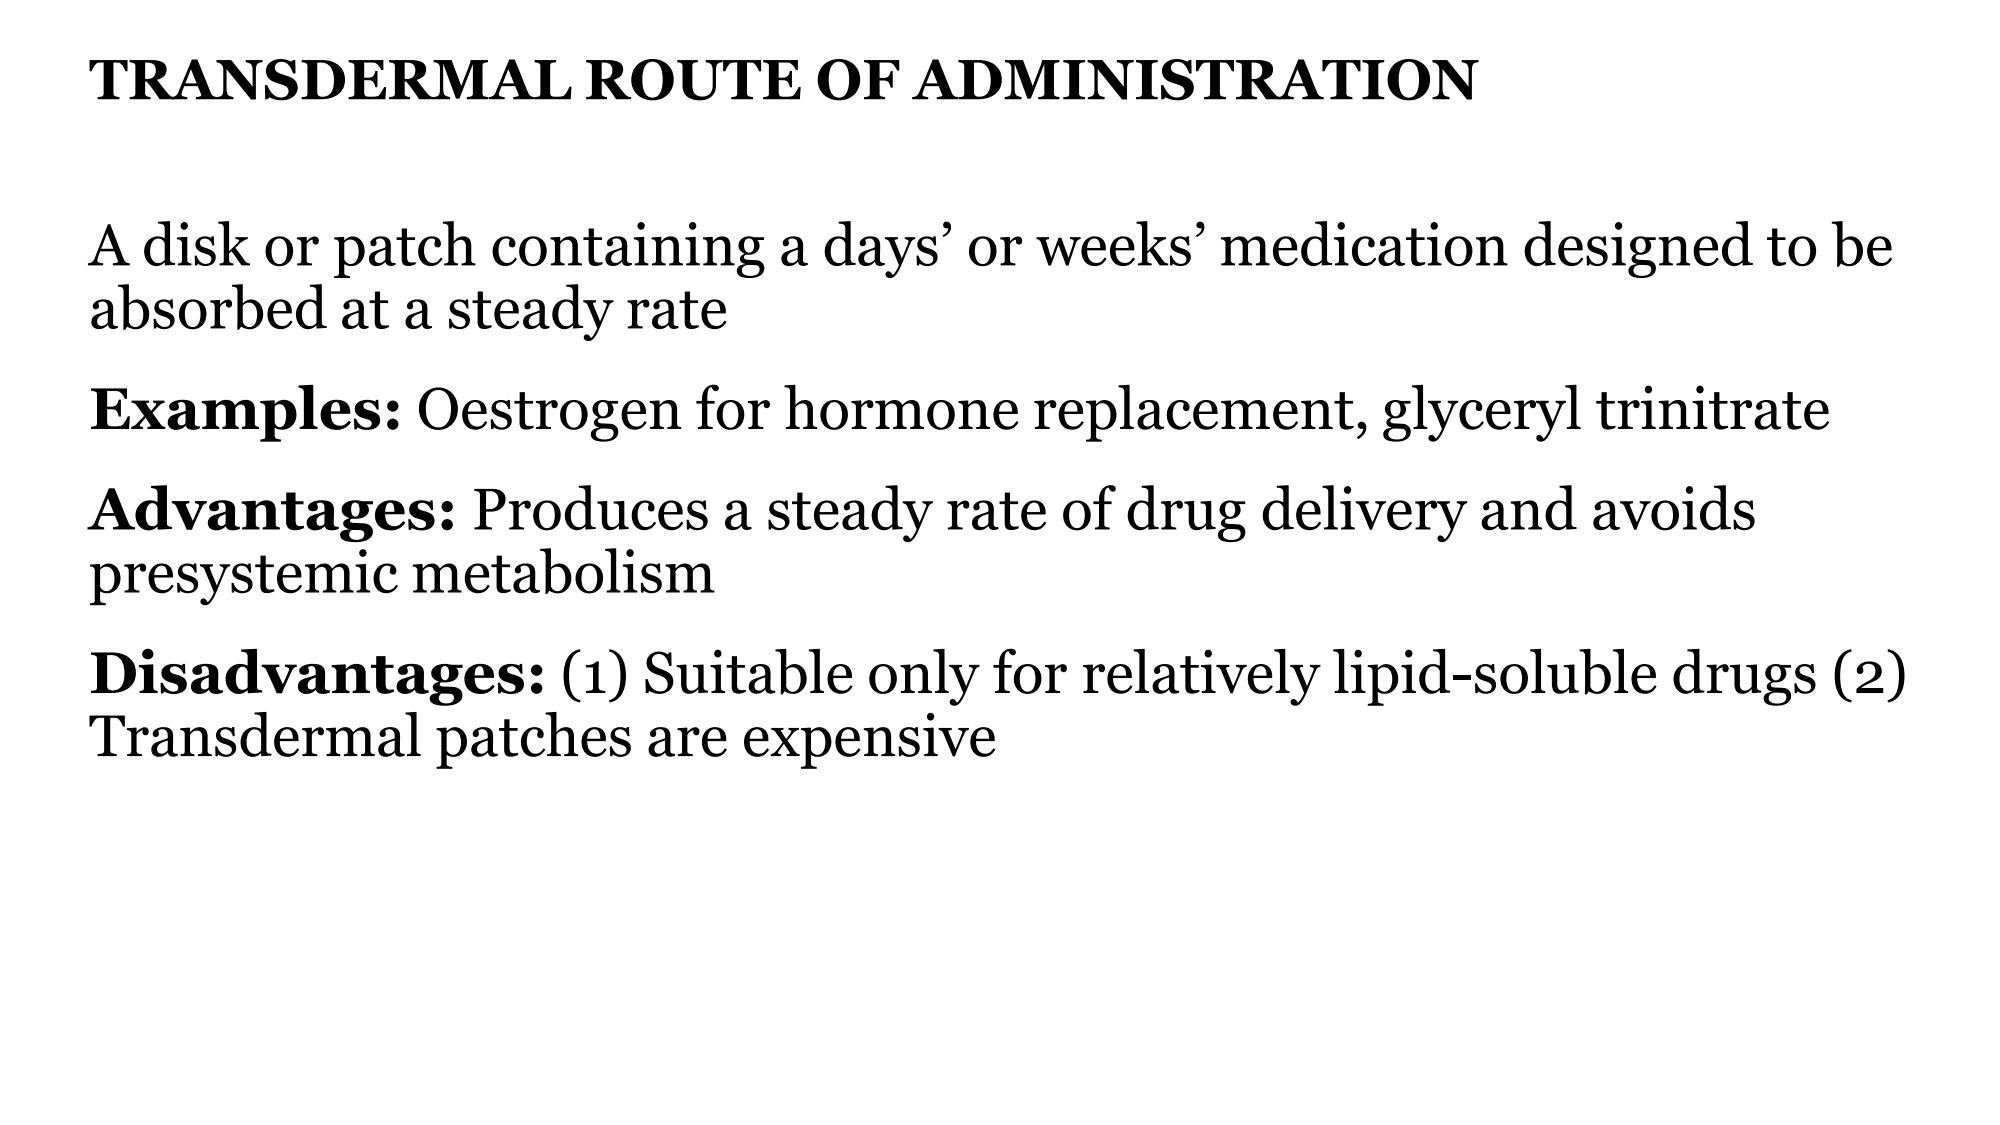 TRANSDERMAL ROUTE OF ADMINISTRATION
A disk or patch containing a days’ or weeks’ medication designed to be
absorbed at a steady rate
Examples: Oestrogen for hormone replacement, glyceryl trinitrate
Advantages: Produces a steady rate of drug delivery and avoids
presystemic metabolism
Disadvantages: (1) Suitable only for relatively lipid-soluble drugs (2)
Transdermal patches are expensive